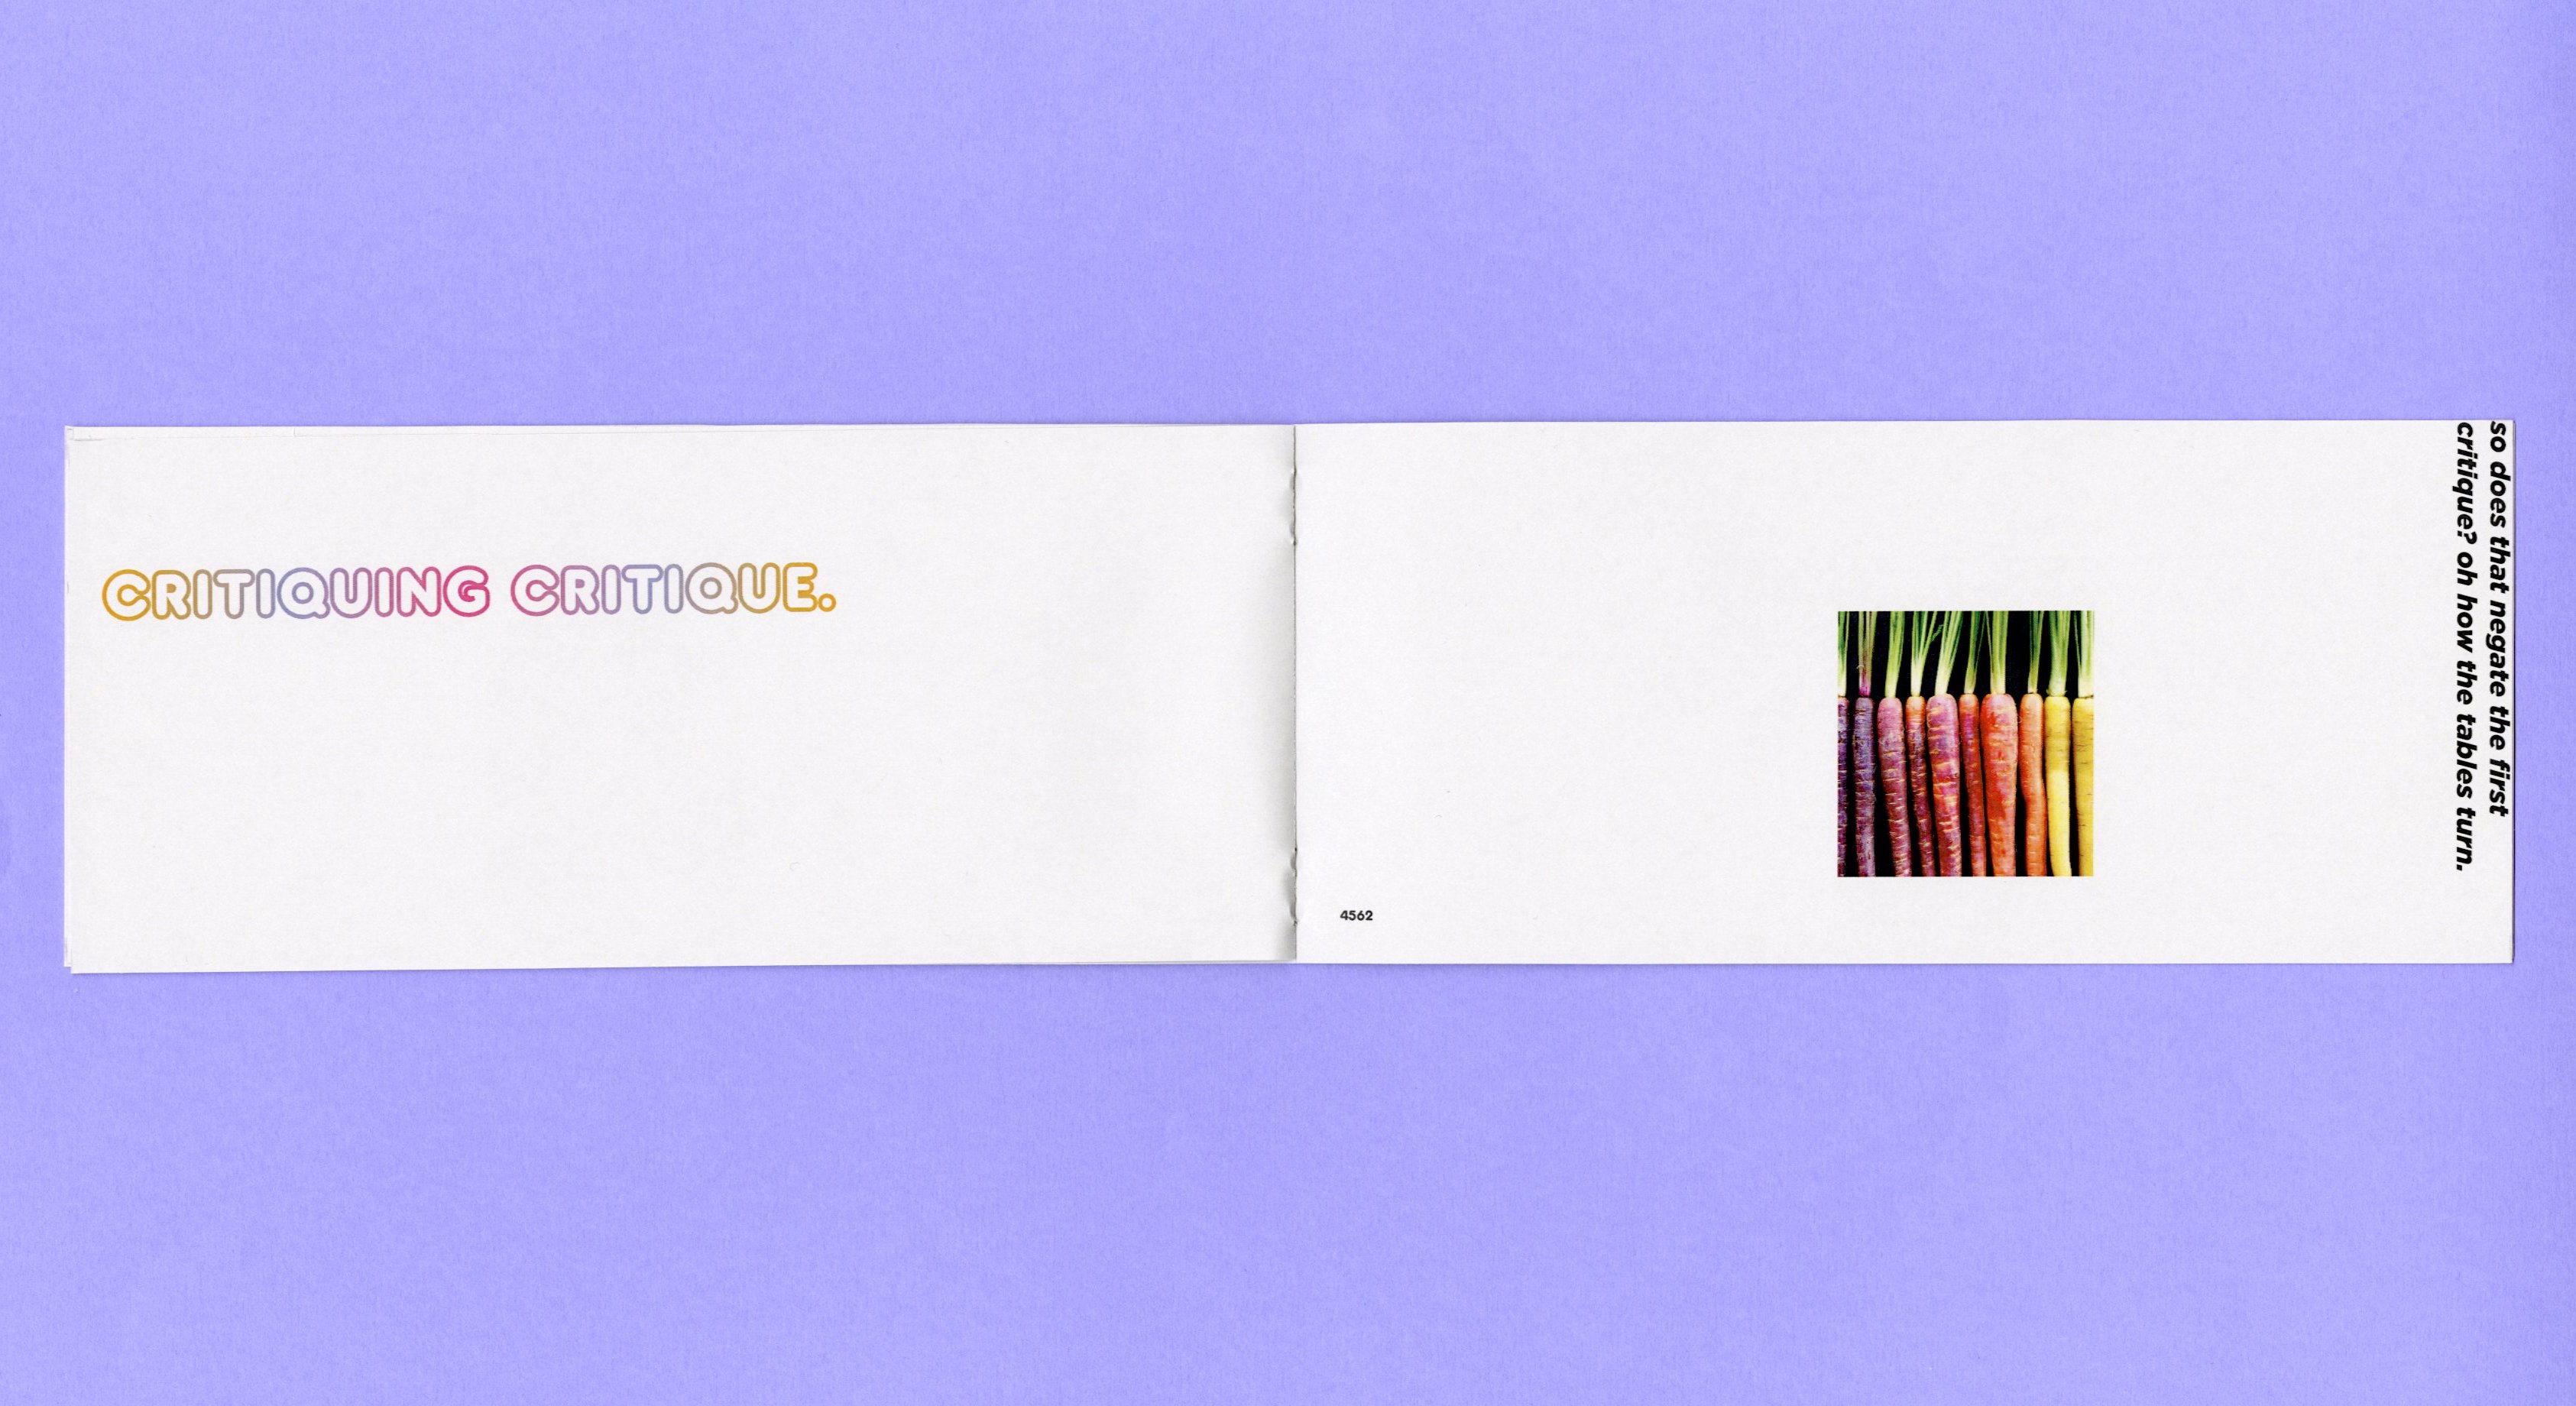 CRITIQUING CRITIQUE.
4562
so does that negate the first
critique? oh how the tables turn.